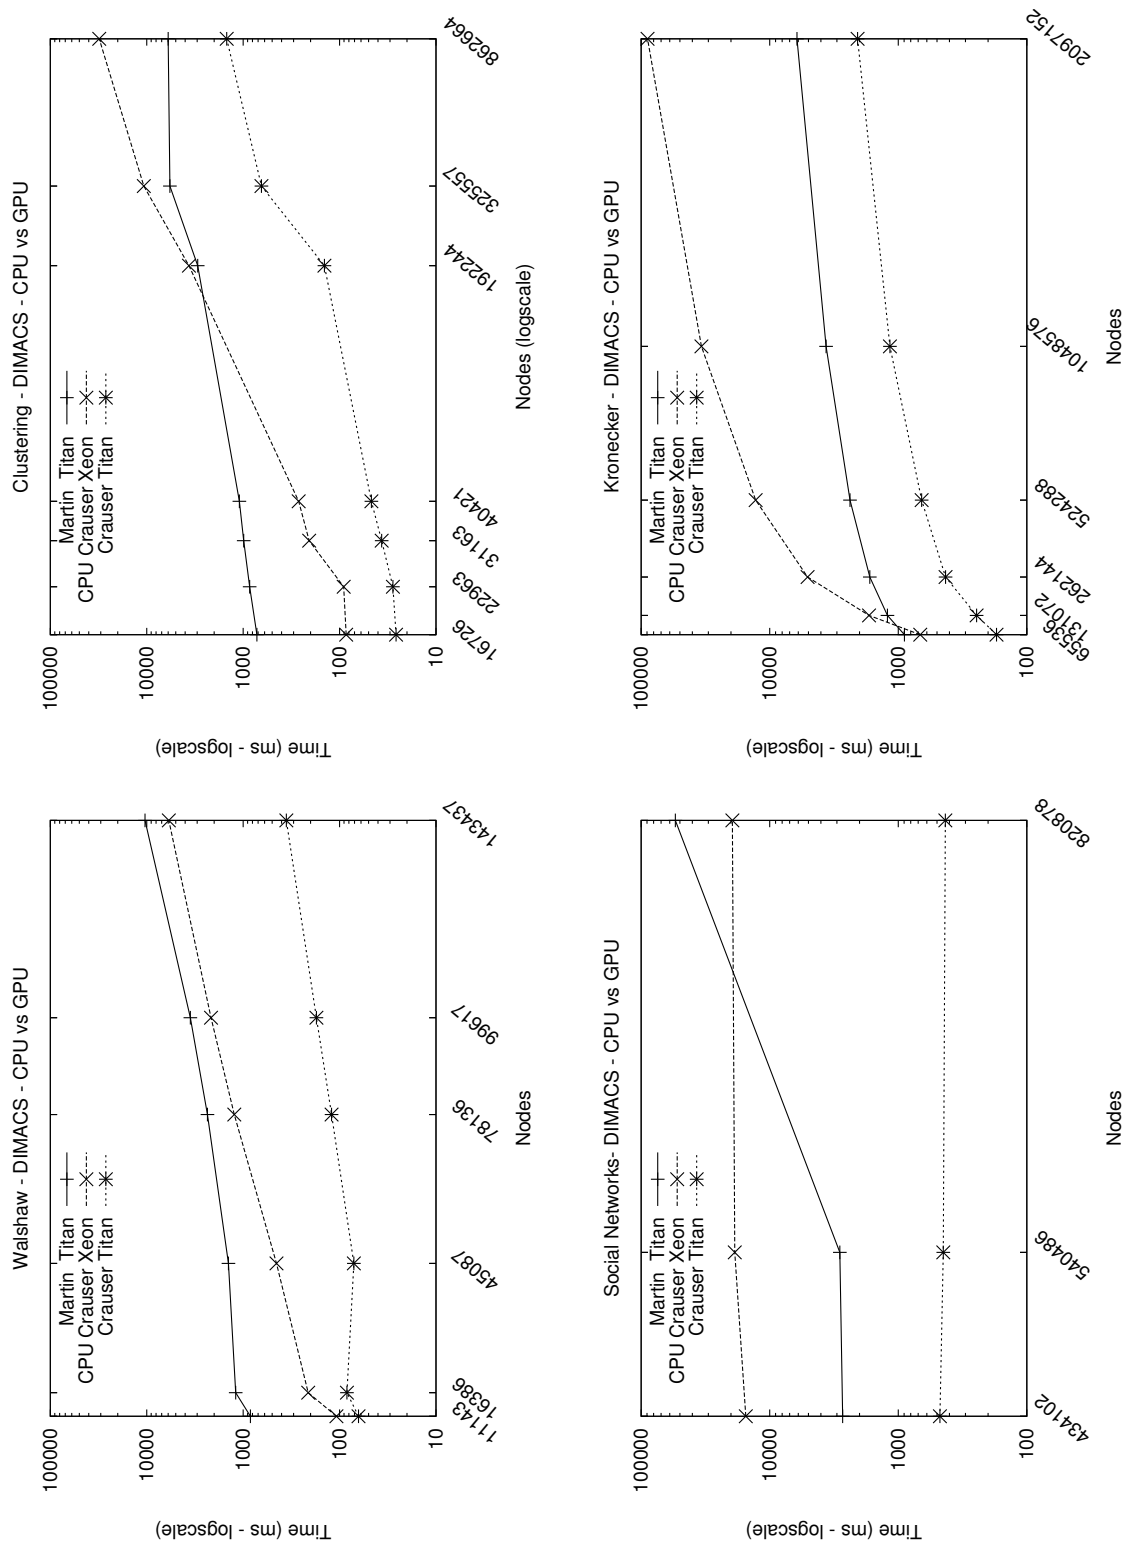 Walshaw - DIMACS - CPU vs GPU
Time (ms - logscale)
100000
10000
1000
100
10
Martin Titan
CPU Crauser Xeon
Crauser Titan
11143
16386
45087
78136
99617
143437
Nodes
Clustering - DIMACS - CPU vs GPU
Time (ms - logscale)
100000
10000
1000
100
10
Martin Titan
CPU Crauser Xeon
Crauser Titan
16726
22963
31163
40421
192244
325557
862664
Nodes (logscale)
Social Networks- DIMACS - CPU vs GPU
Time (ms - logscale)
100000
10000
1000
100
Martin Titan
CPU Crauser Xeon
Crauser Titan
434102
540486
820878
Nodes
Kronecker - DIMACS - CPU vs GPU
Time (ms - logscale)
100000
10000
1000
100
Martin Titan
CPU Crauser Xeon
Crauser Titan
65536
131072
262144
524288
1048576
2097152
Nodes